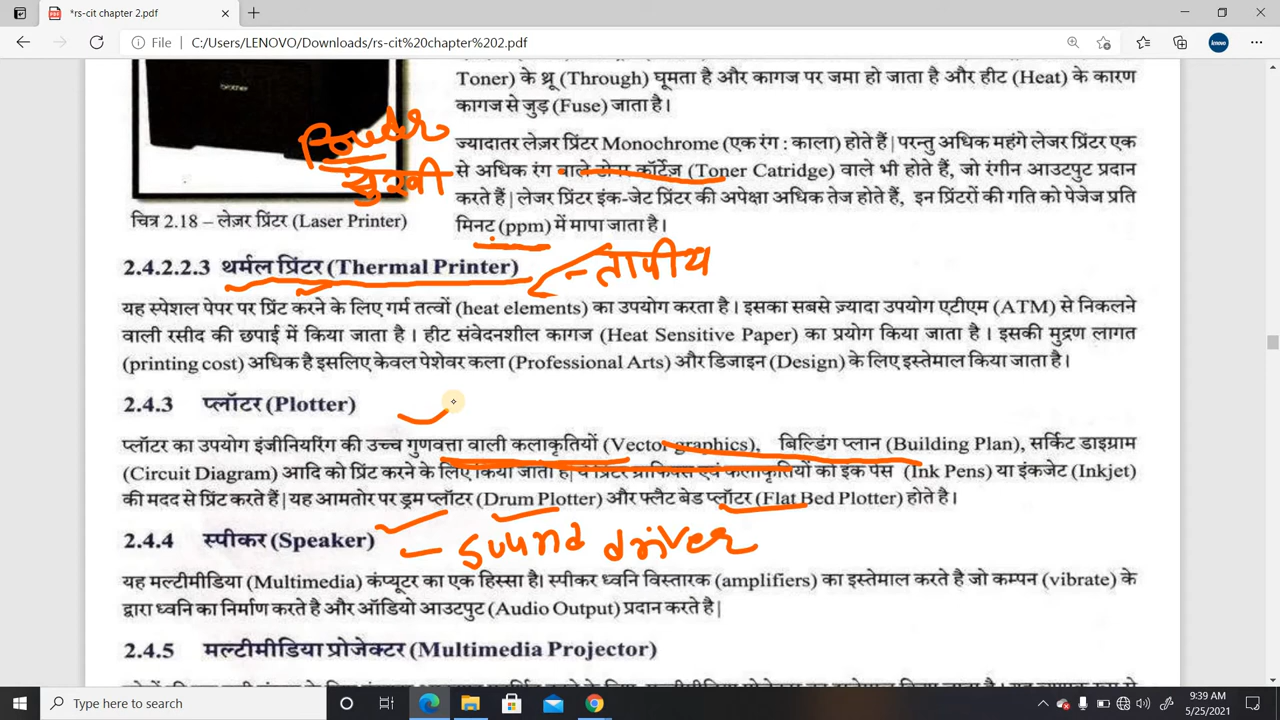 *rs-cit chapter 2.pdf
File
C:/Users/LENOVO/Downloads/rs-cit%20chapter%202.pdf
Toner) के थ्रू (Through) घूमता है और कागज पर जमा हो जाता है और हीट (Heat) के कारण
कागज से जुड़ (Fuse) जाता है।
brother
Powder
सुखी
ज्यादातर लेज़र प्रिंटर Monochrome (एक रंग : काला) होते हैं | परन्तु अधिक महंगे लेजर प्रिंटर एक
से अधिक रंग वाले टोनर कॉर्टेज़ (Toner Catridge) वाले भी होते हैं, जो रंगीन आउटपुट प्रदान
करते हैं | लेजर प्रिंटर इंक-जेट प्रिंटर की अपेक्षा अधिक तेज होते हैं, इन प्रिंटरों की गति को पेजेज प्रति
मिनट (ppm) में मापा जाता है।
चित्र 2.18 – लेज़र प्रिंटर (Laser Printer)
2.4.2.2.3 थर्मल प्रिंटर (Thermal Printer)
- तापीय
यह स्पेशल पेपर पर प्रिंट करने के लिए गर्म तत्वों (heat elements) का उपयोग करता है । इसका सबसे ज़्यादा उपयोग एटीएम (ATM) से निकलने
वाली रसीद की छपाई में किया जाता है । हीट संवेदनशील कागज (Heat Sensitive Paper) का प्रयोग किया जाता है । इसकी मुद्रण लागत
(printing cost) अधिक है इसलिए केवल पेशेवर कला (Professional Arts) और डिजाइन (Design) के लिए इस्तेमाल किया जाता है।
2.4.3 प्लॉटर (Plotter)
प्लॉटर का उपयोग इंजीनियरिंग की उच्च गुणवत्ता वाली कलाकृतियों (Vector graphics), बिल्डिंग प्लान (Building Plan), सर्किट डाइग्राम
(Circuit Diagram) आदि को प्रिंट करने के लिए किया जाता है| ये प्रिंटर ग्राफिक्स एवं कलाकृतियों को इंक पेंस (Ink Pens) या इंकजेट (Inkjet)
की मदद से प्रिंट करते हैं | यह आमतोर पर ड्रम प्लॉटर (Drum Plotter) और फ्लैट बेड प्लॉटर (Flat Bed Plotter) होते है।
2.4.4 स्पीकर (Speaker)
- Sound driver
यह मल्टीमीडिया (Multimedia) कंप्यूटर का एक हिस्सा है। स्पीकर ध्वनि विस्तारक (amplifiers) का इस्तेमाल करते है जो कम्पन (vibrate) के
द्वारा ध्वनि का निर्माण करते है और ऑडियो आउटपुट (Audio Output) प्रदान करते है |
2.4.5 मल्टीमीडिया प्रोजेक्टर (Multimedia Projector)
Type here to search
9:39 AM
5/25/2021